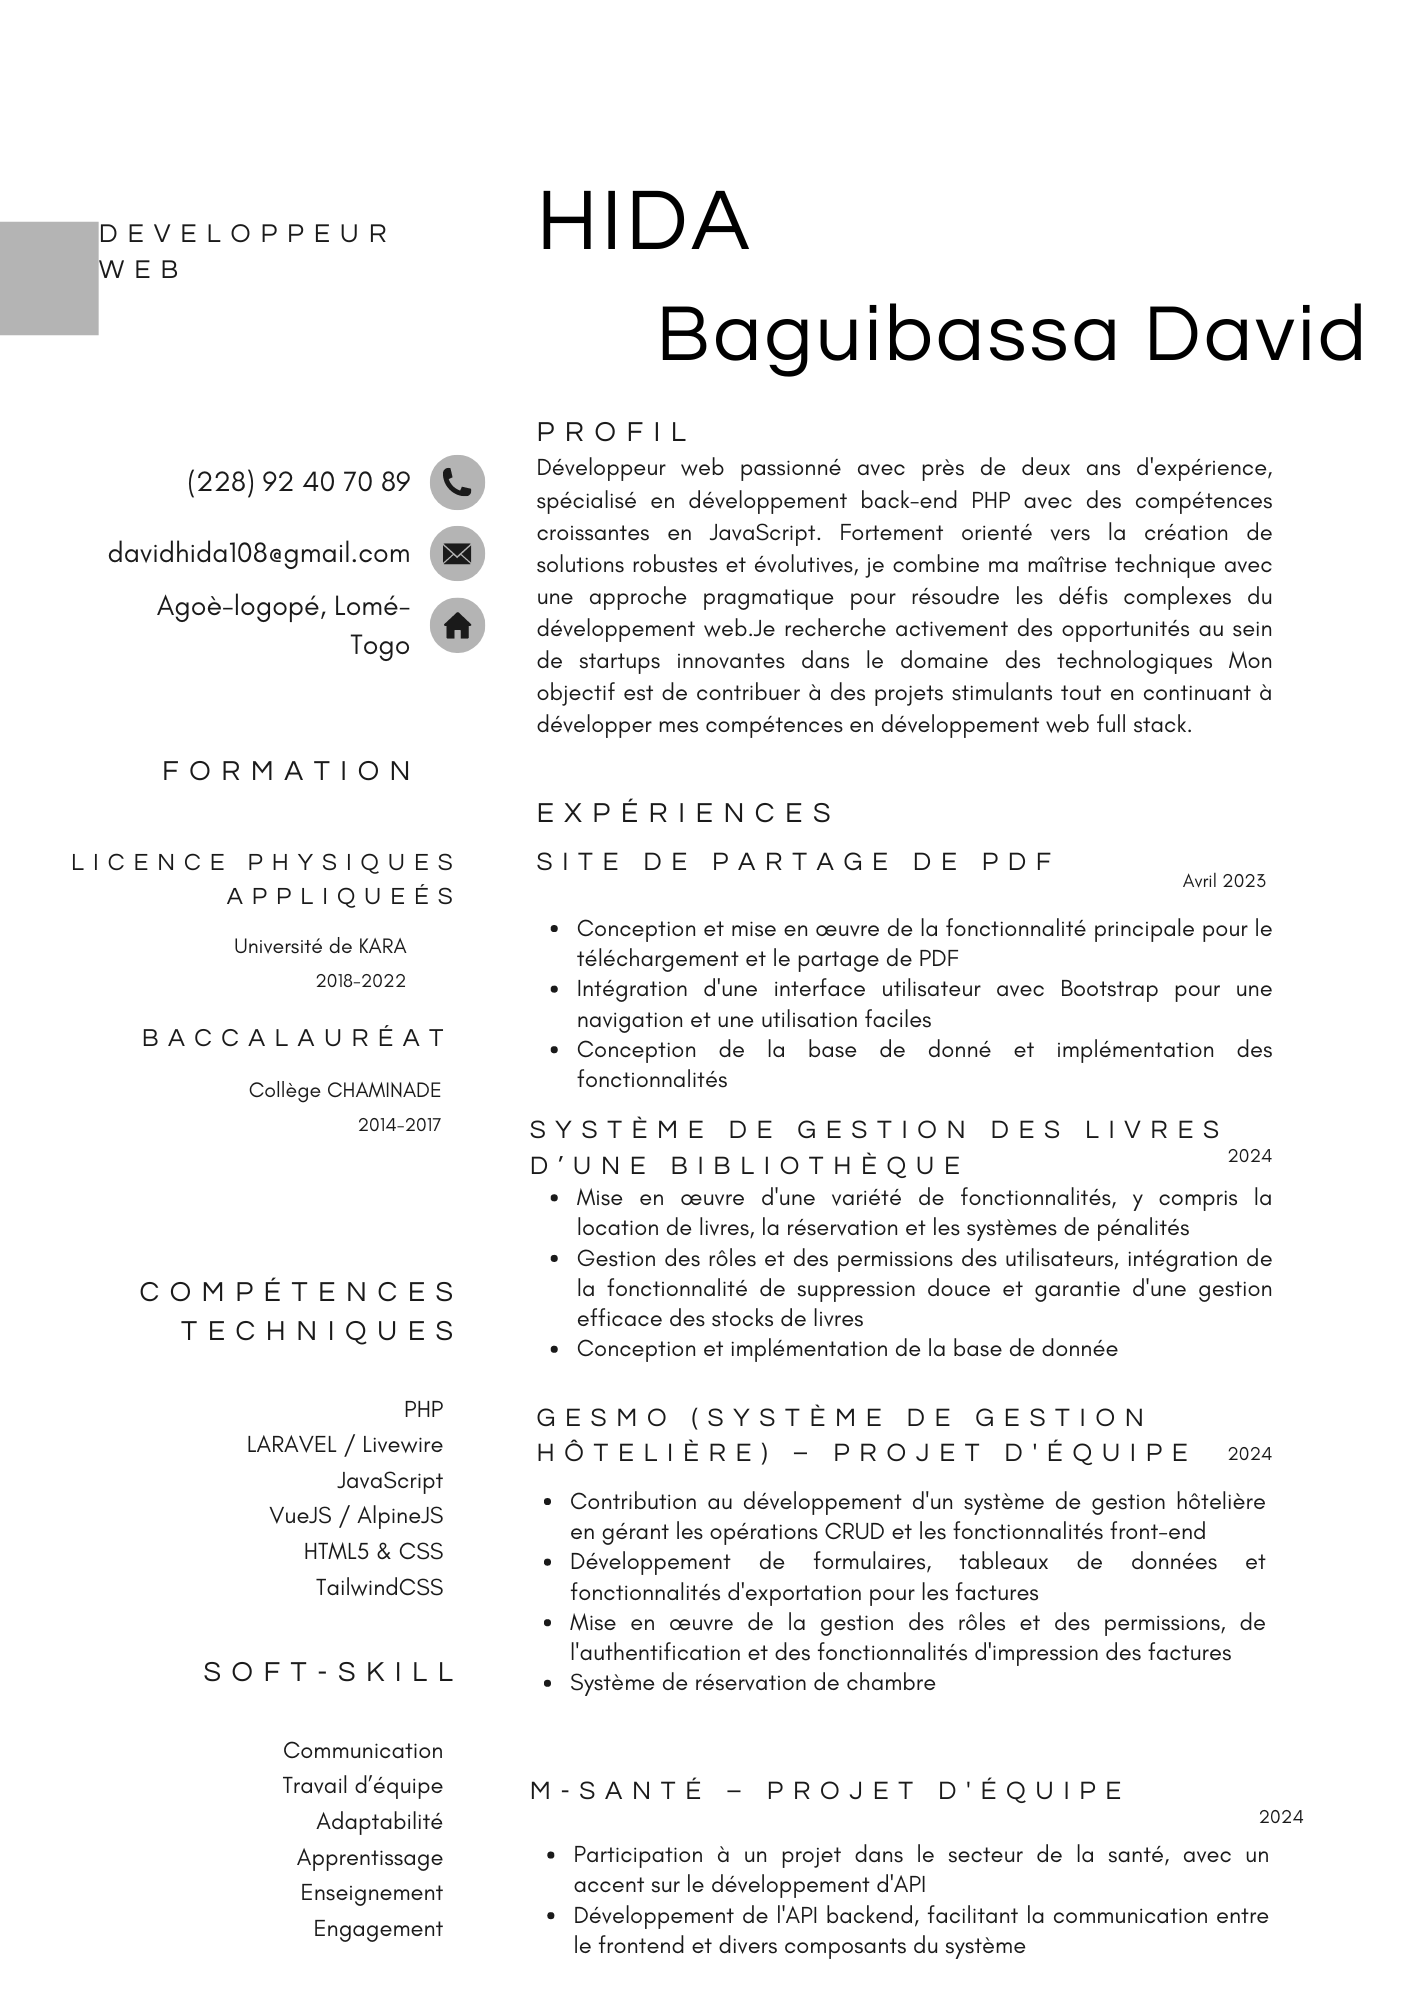 HIDA
Baguibassa David
DEVELOPPEUR
WEB
(228) 92 40 70 89
davidhida108@gmail.com
Agoè-logopé, Lomé-
Togo
FORMATION
LICENCE PHYSIQUES
APPLIQUEÉS
Université de KARA
2018-2022
BACCALAURÉAT
Collège CHAMINADE
2014-2017
COMPÉTENCES
TECHNIQUES
PHP
LARAVEL / Livewire
JavaScript
VueJS / AlpineJS
HTML5 & CSS
TailwindCSS
SOFT-SKILL
Communication
Travail d’équipe
Adaptabilité
Apprentissage
Enseignement
Engagement
PROFIL
Développeur web passionné avec près de deux ans d'expérience,
spécialisé en développement back-end PHP avec des compétences
croissantes en JavaScript. Fortement orienté vers la création de
solutions robustes et évolutives, je combine ma maîtrise technique avec
une approche pragmatique pour résoudre les défis complexes du
développement web.Je recherche activement des opportunités au sein
de startups innovantes dans le domaine des technologiques Mon
objectif est de contribuer à des projets stimulants tout en continuant à
développer mes compétences en développement web full stack.
EXPÉRIENCES
SITE DE PARTAGE DE PDF
Avril 2023
• Conception et mise en œuvre de la fonctionnalité principale pour le
téléchargement et le partage de PDF
• Intégration d'une interface utilisateur avec Bootstrap pour une
navigation et une utilisation faciles
• Conception de la base de donné et implémentation des
fonctionnalités
SYSTÈME DE GESTION DES LIVRES
D’UNE BIBLIOTHÈQUE
2024
• Mise en œuvre d'une variété de fonctionnalités, y compris la
location de livres, la réservation et les systèmes de pénalités
• Gestion des rôles et des permissions des utilisateurs, intégration de
la fonctionnalité de suppression douce et garantie d'une gestion
efficace des stocks de livres
• Conception et implémentation de la base de donnée
GESMO (SYSTÈME DE GESTION
HÔTELIÈRE) – PROJET D'ÉQUIPE
2024
• Contribution au développement d'un système de gestion hôtelière
en gérant les opérations CRUD et les fonctionnalités front-end
• Développement de formulaires, tableaux de données et
fonctionnalités d'exportation pour les factures
• Mise en œuvre de la gestion des rôles et des permissions, de
l'authentification et des fonctionnalités d'impression des factures
• Système de réservation de chambre
M-SANTÉ – PROJET D'ÉQUIPE
2024
• Participation à un projet dans le secteur de la santé, avec un
accent sur le développement d'API
• Développement de l'API backend, facilitant la communication entre
le frontend et divers composants du système